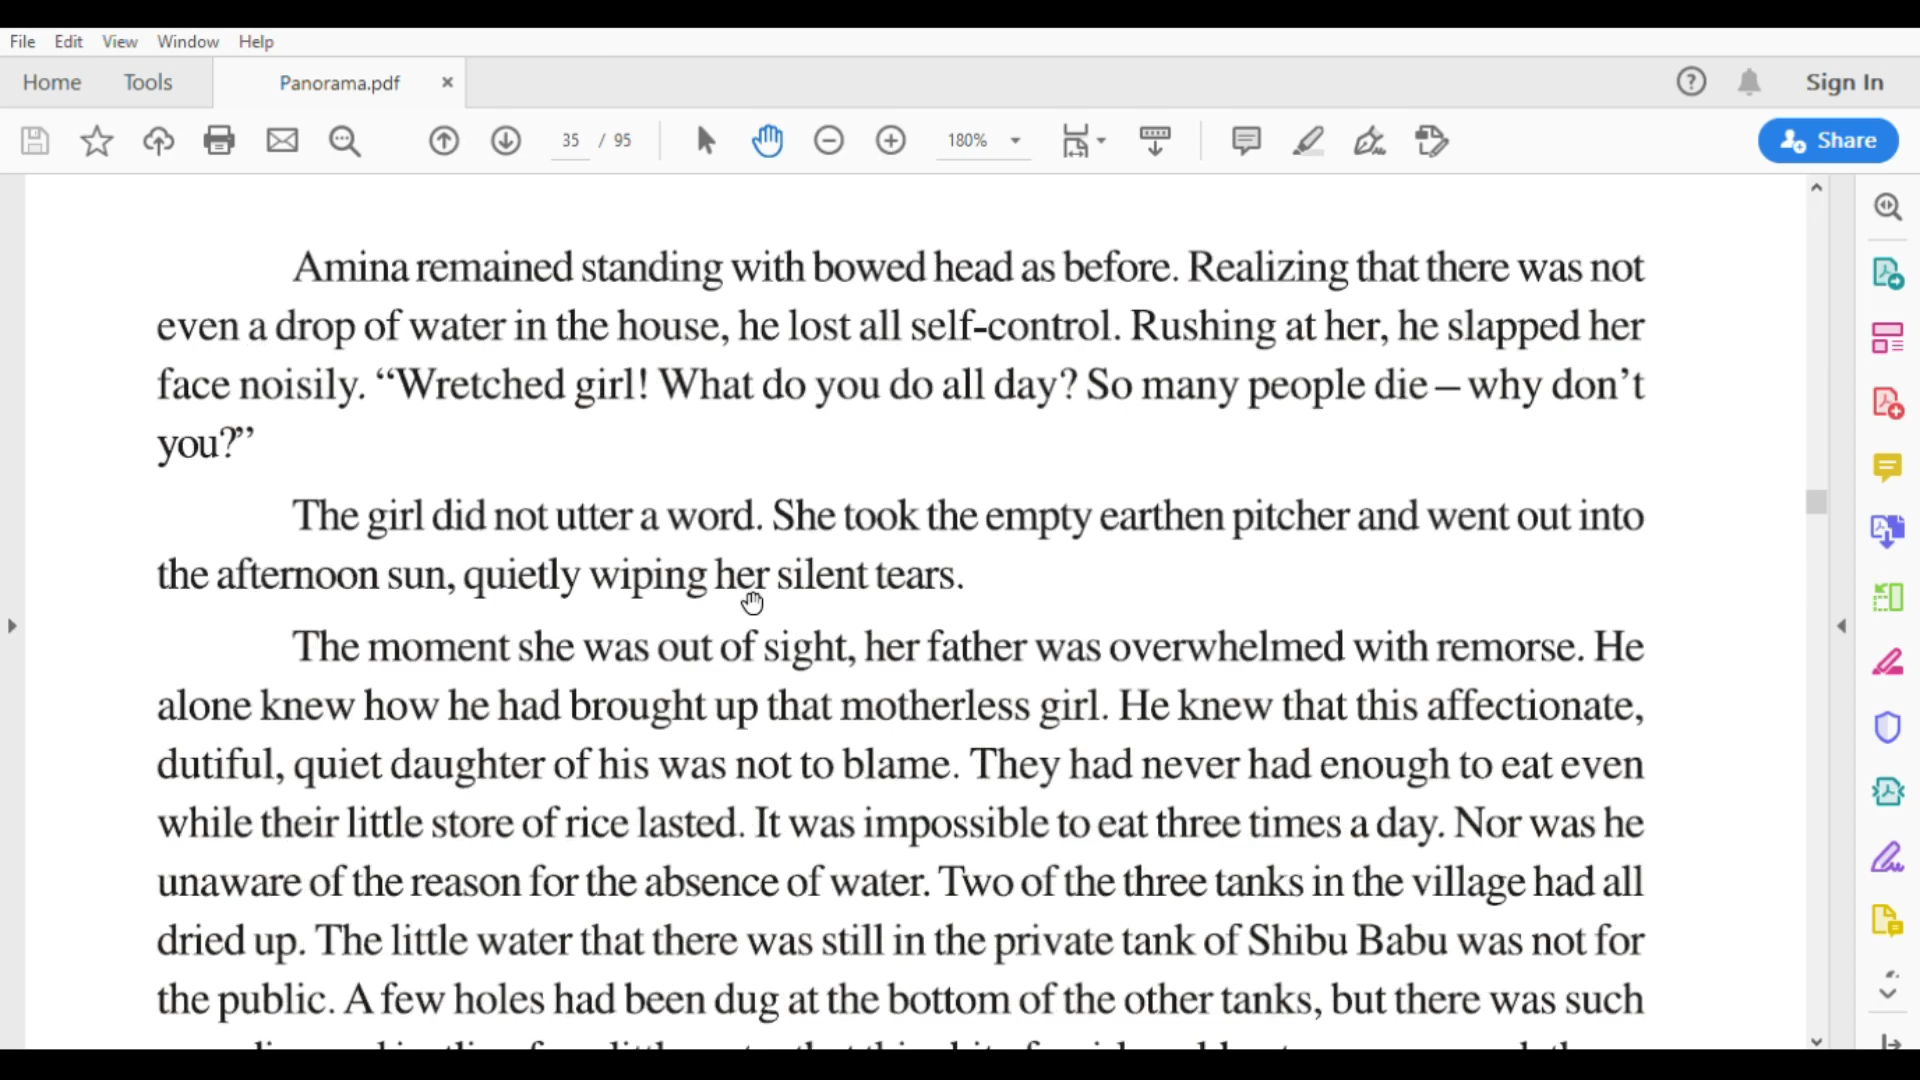 File Edit View Window Help
Home Tools Panorama.pdf × Sign In
35 / 95 180% Share
Amina remained standing with bowed head as before. Realizing that there was not
even a drop of water in the house, he lost all self-control. Rushing at her, he slapped her
face noisily. “Wretched girl! What do you do all day? So many people die – why don’t
you?”
The girl did not utter a word. She took the empty earthen pitcher and went out into
the afternoon sun, quietly wiping her silent tears.
The moment she was out of sight, her father was overwhelmed with remorse. He
alone knew how he had brought up that motherless girl. He knew that this affectionate,
dutiful, quiet daughter of his was not to blame. They had never had enough to eat even
while their little store of rice lasted. It was impossible to eat three times a day. Nor was he
unaware of the reason for the absence of water. Two of the three tanks in the village had all
dried up. The little water that there was still in the private tank of Shibu Babu was not for
the public. A few holes had been dug at the bottom of the other tanks, but there was such